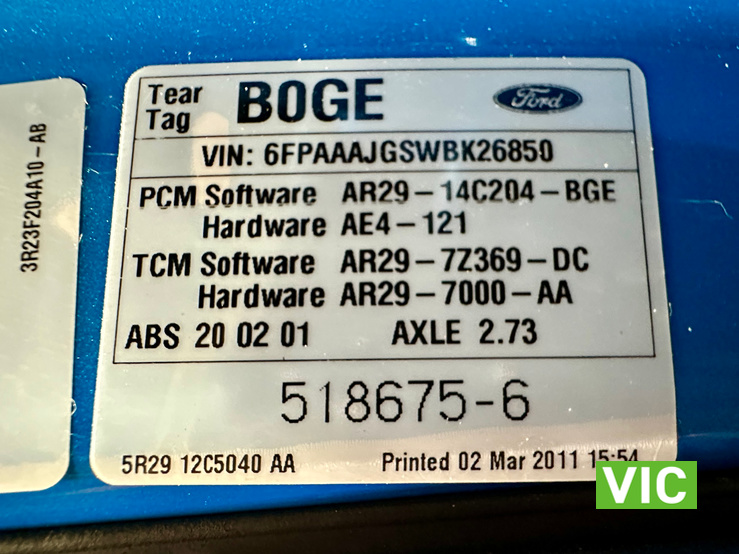 3R23F204A10-AB
Tear Tag BOGE Ford
VIN: 6FPAAAJGSWBK26850
PCM Software AR29-14C204-BGE
Hardware AE4-121
TCM Software AR29-7Z369-DC
Hardware AR29-7000-AA
ABS 20 02 01 AXLE 2.73
518675-6
5R29 12C5040 AA Printed 02 Mar 2011 15:54
VIC